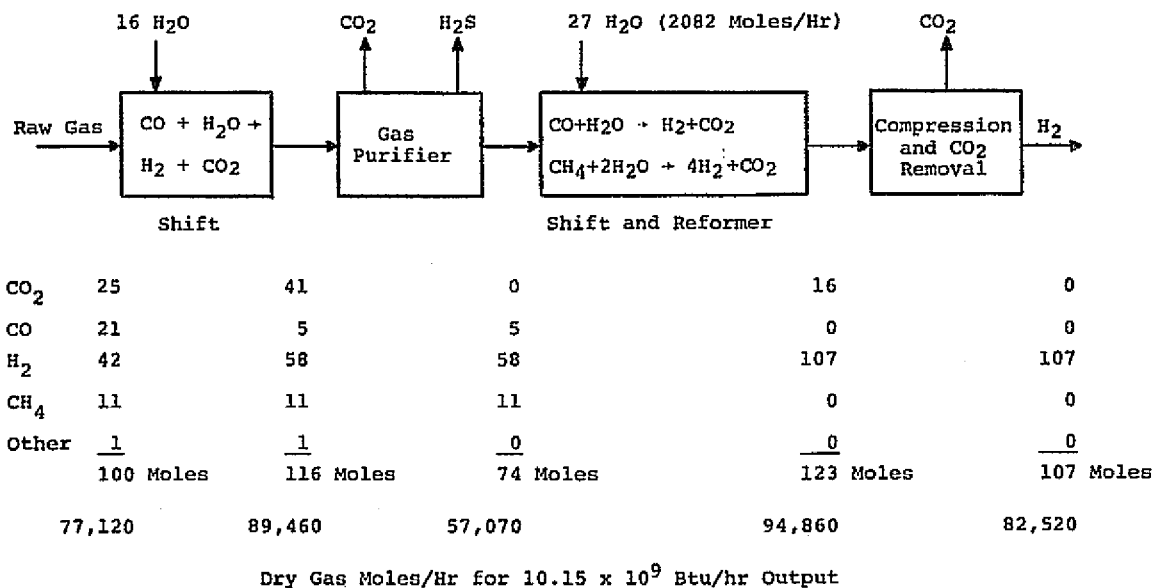 16 H2O CO2 H2S 27 H2O (2082 Moles/Hr) CO2
Raw Gas
CO + H2O →
H2 + CO2
Gas
Purifier
CO+H2O → H2+CO2
CH4+2H2O → 4H2+CO2
Compression
and CO2
Removal
H2
Shift Shift and Reformer
CO2 25 41 0 16 0
CO 21 5 5 0 0
H2 42 58 58 107 107
CH4 11 11 11 0 0
Other 1 1 0 0 0
100 Moles 116 Moles 74 Moles 123 Moles 107 Moles
77,120 89,460 57,070 94,860 82,520
Dry Gas Moles/Hr for 10.15 x 10^9 Btu/hr Output